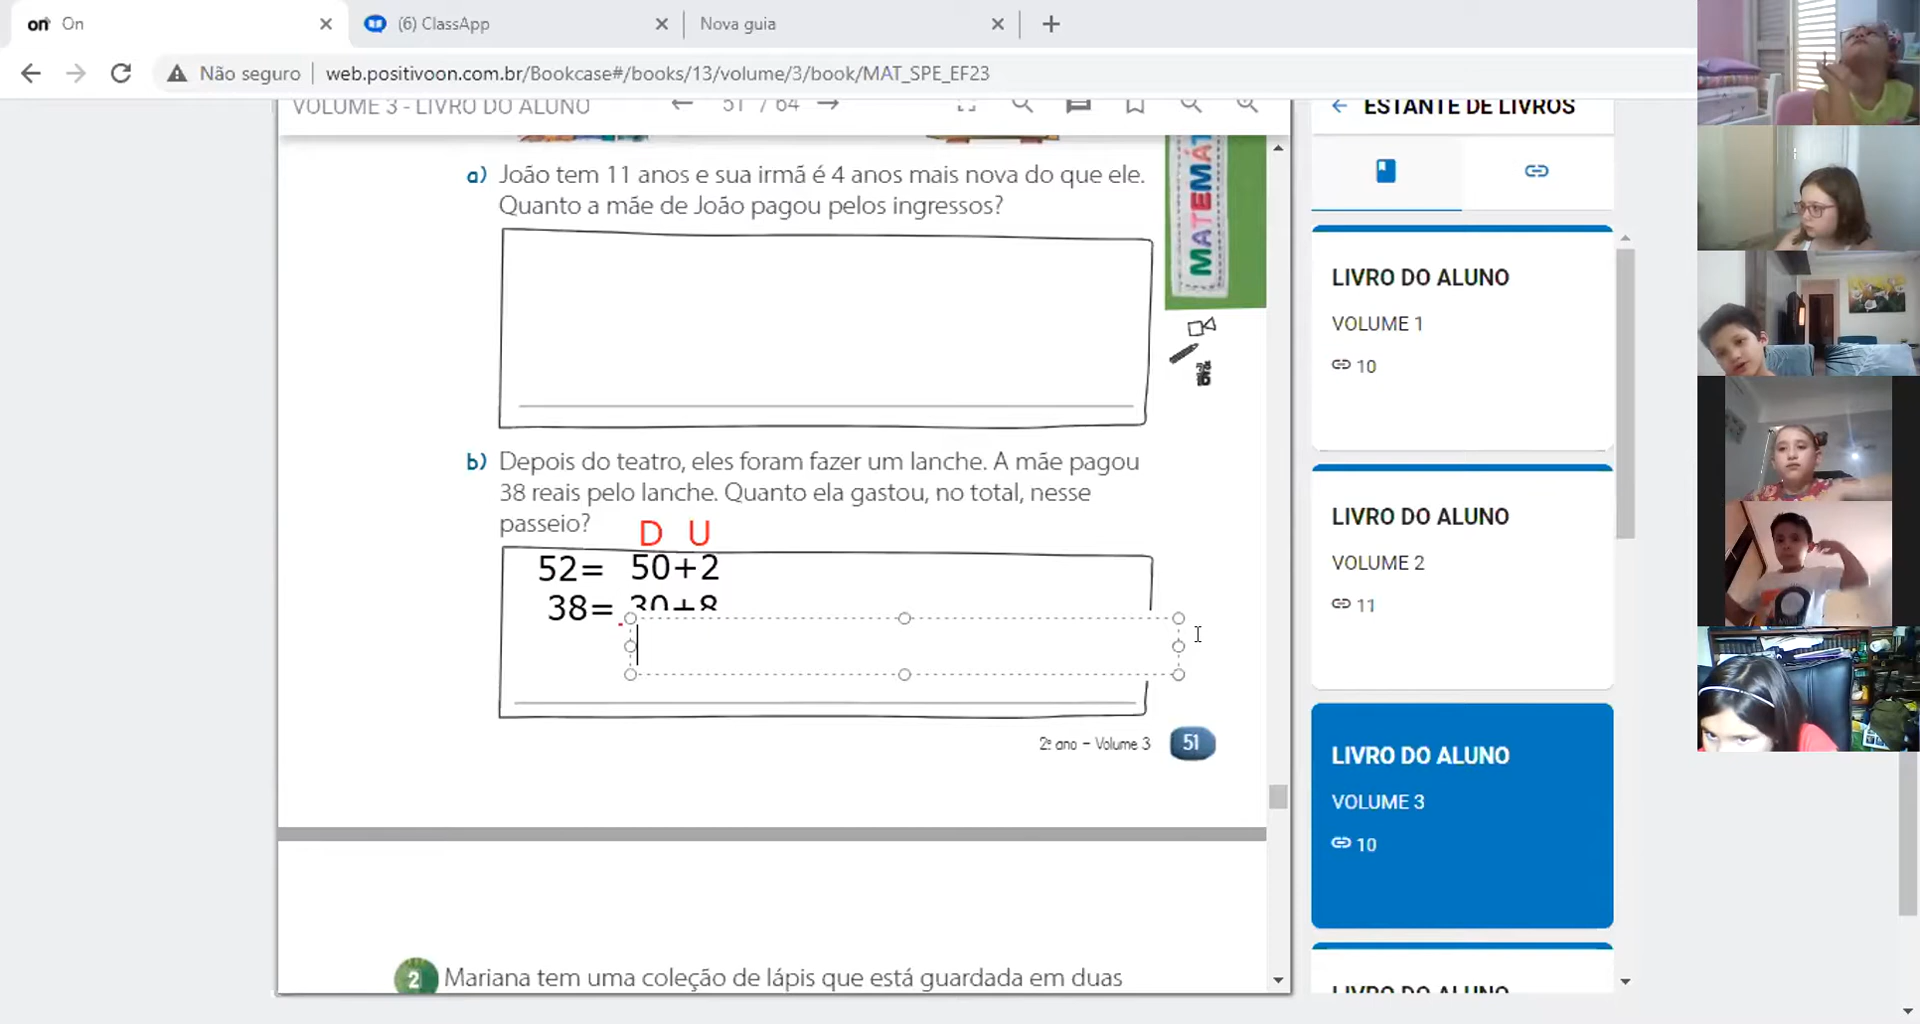 on On
(6) ClassApp
Nova guia
Não seguro
web.positivoon.com.br/Bookcase#/books/13/volume/3/book/MAT_SPE_EF23
VOLUME 3 - LIVRO DO ALUNO
51 / 64
ESTANTE DE LIVROS
a) João tem 11 anos e sua irmã é 4 anos mais nova do que ele.
Quanto a mãe de João pagou pelos ingressos?
b) Depois do teatro, eles foram fazer um lanche. A mãe pagou
38 reais pelo lanche. Quanto ela gastou, no total, nesse
passeio?
D U
52= 50+2
38= 30+8
2º ano – Volume 3
51
2 Mariana tem uma coleção de lápis que está guardada em duas
LIVRO DO ALUNO
VOLUME 1
10
LIVRO DO ALUNO
VOLUME 2
11
LIVRO DO ALUNO
VOLUME 3
10
LIVRO DO ALUNO